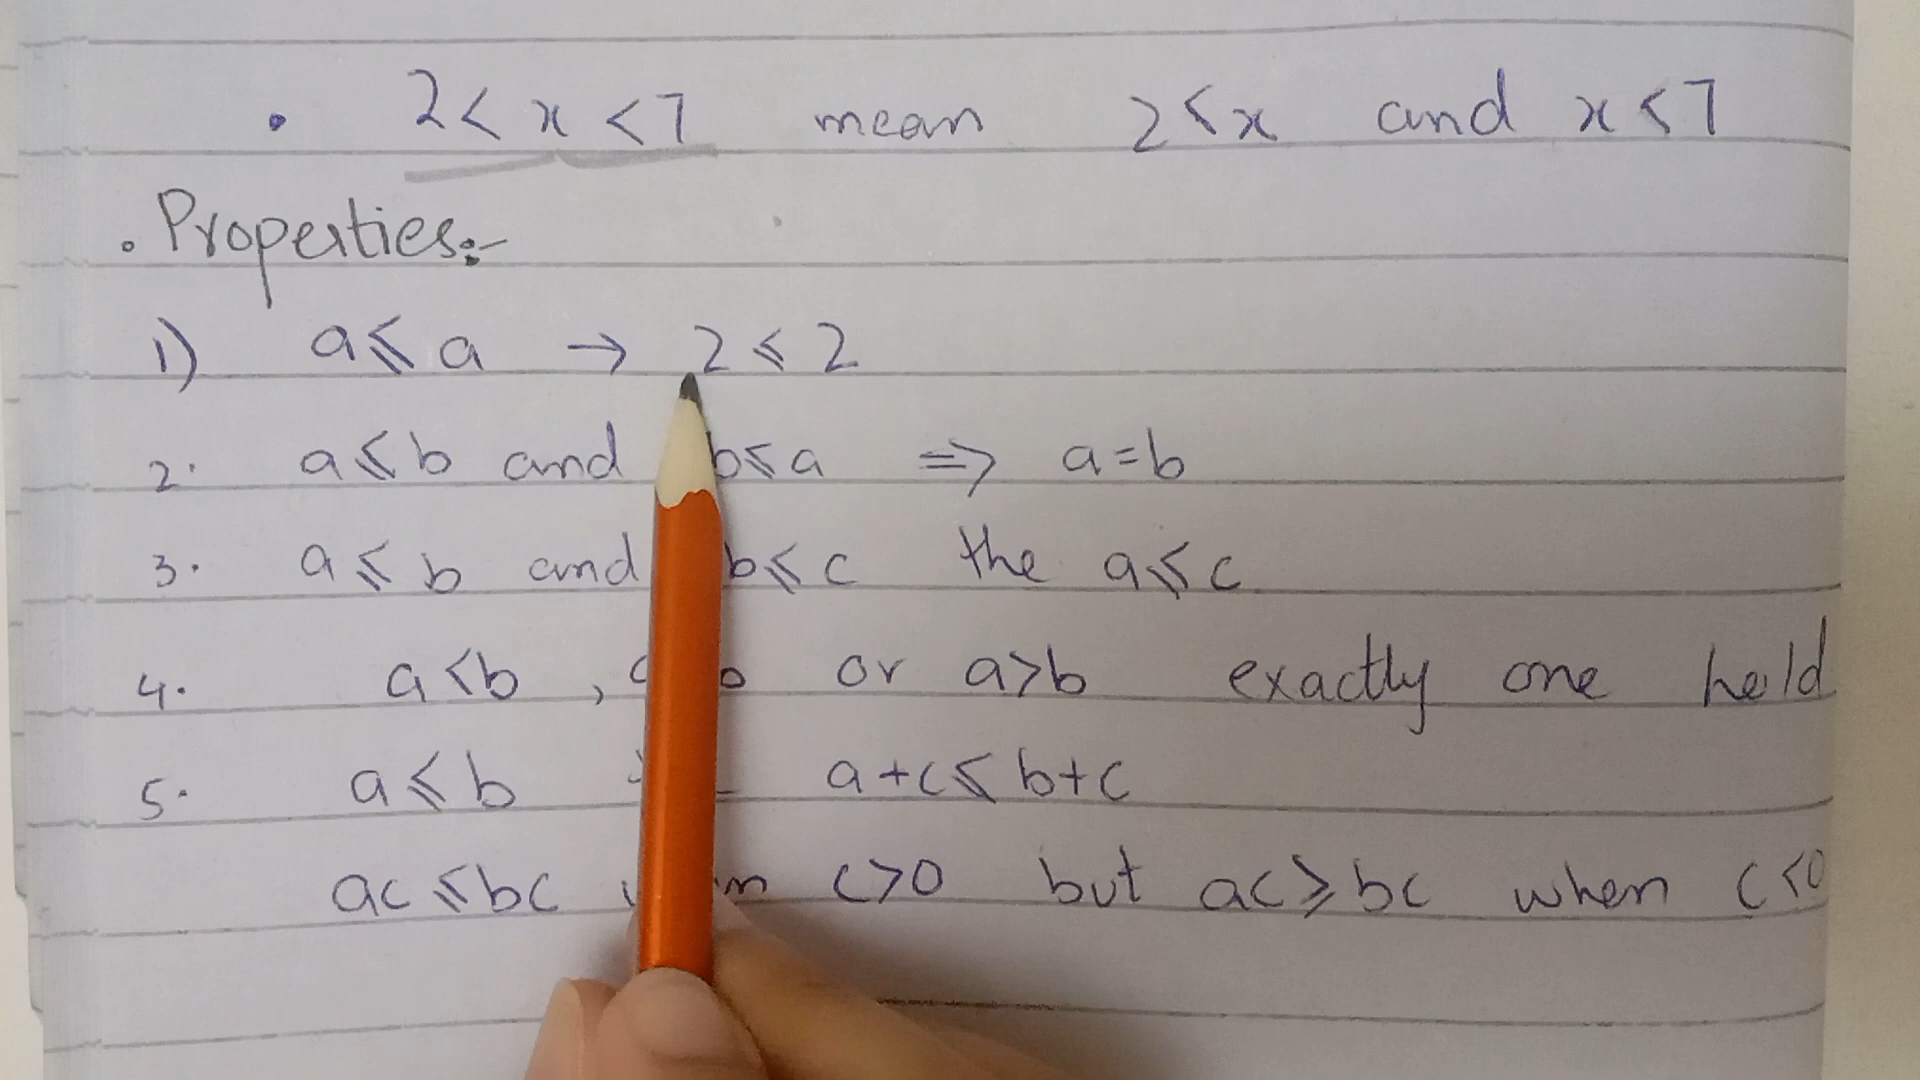 • 2 < x < 7 mean 2 < x and x < 7
• Properties:-
1) a ⩽ a → 2 ⩽ 2
2. a ⩽ b and b ⩽ a ⇒ a = b
3. a ⩽ b and b ⩽ c the a ⩽ c
4. a < b , or a > b exactly one hold
5. a ⩽ b a + c ⩽ b + c
ac ⩽ bc c > 0 but ac ⩾ bc when c < 0